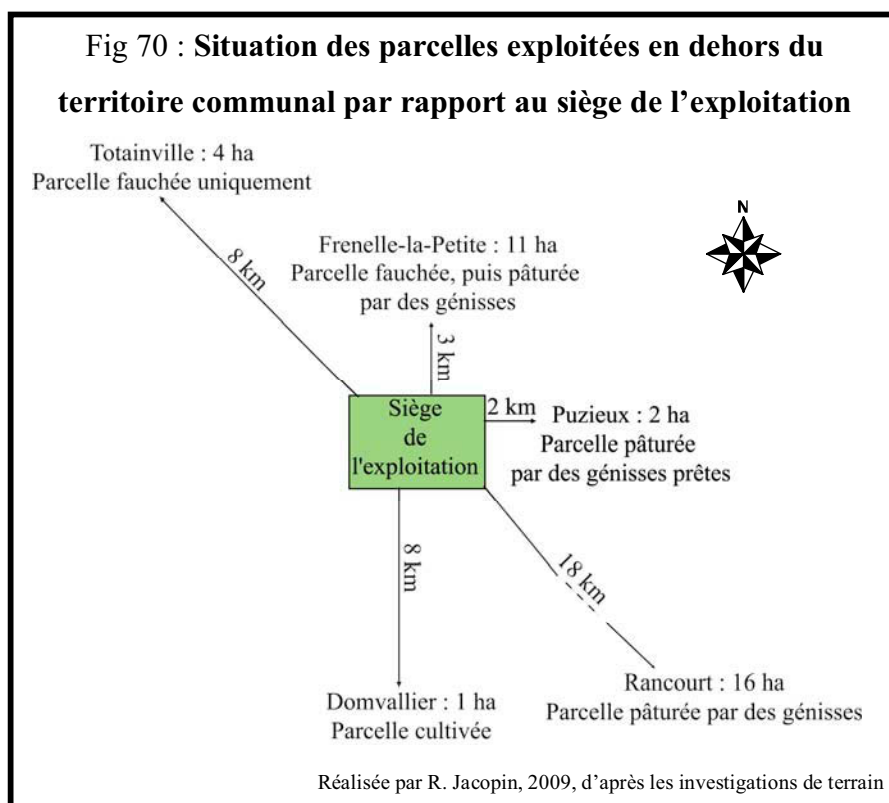 Fig 70 : Situation des parcelles exploitées en dehors du
territoire communal par rapport au siège de l’exploitation
Totainville : 4 ha
Parcelle fauchée uniquement
N
8 km
Frenelle-la-Petite : 11 ha
Parcelle fauchée, puis pâturée
par des génisses
3 km
Siège
de
l'exploitation
2 km
Puzieux : 2 ha
Parcelle pâturée
par des génisses prêtes
8 km
18 km
Domvallier : 1 ha
Parcelle cultivée
Rancourt : 16 ha
Parcelle pâturée par des génisses
Réalisée par R. Jacopin, 2009, d’après les investigations de terrain